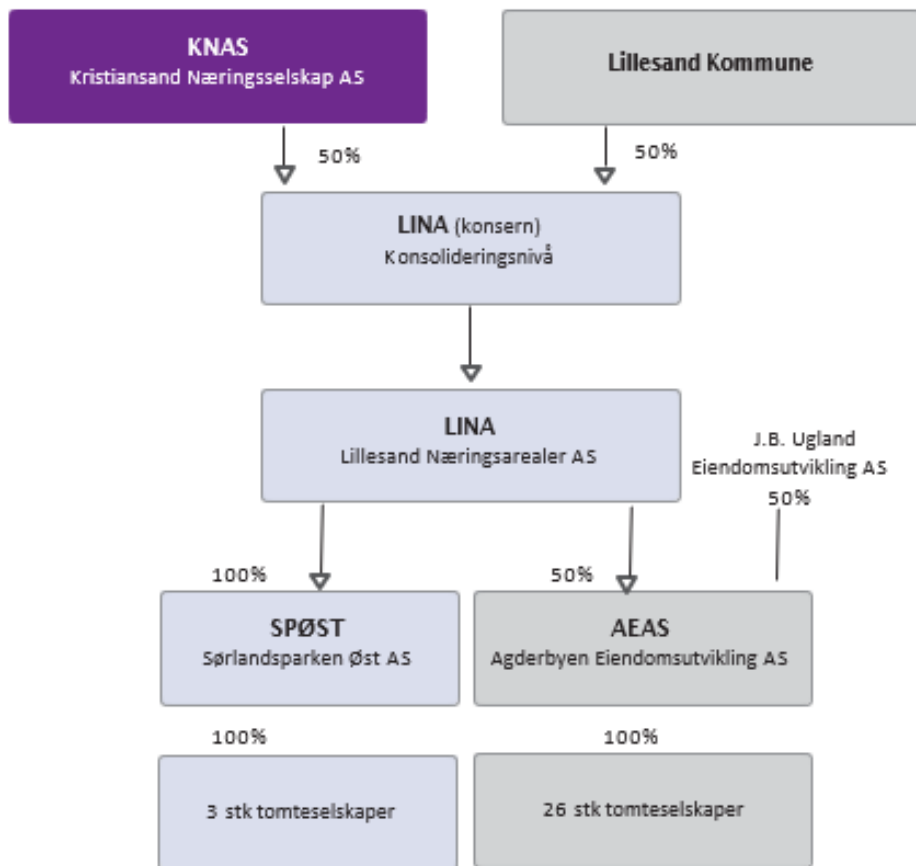 KNAS
Kristiansand Næringsselskap AS
Lillesand Kommune
50%
50%
LINA (konsern)
Konsolideringsnivå
LINA
Lillesand Næringsarealer AS
J.B. Ugland
Eiendomsutvikling AS
50%
100%
50%
SPØST
Sørlandsparken Øst AS
AEAS
Agderbyen Eiendomsutvikling AS
100%
100%
3 stk tomteselskaper
26 stk tomteselskaper